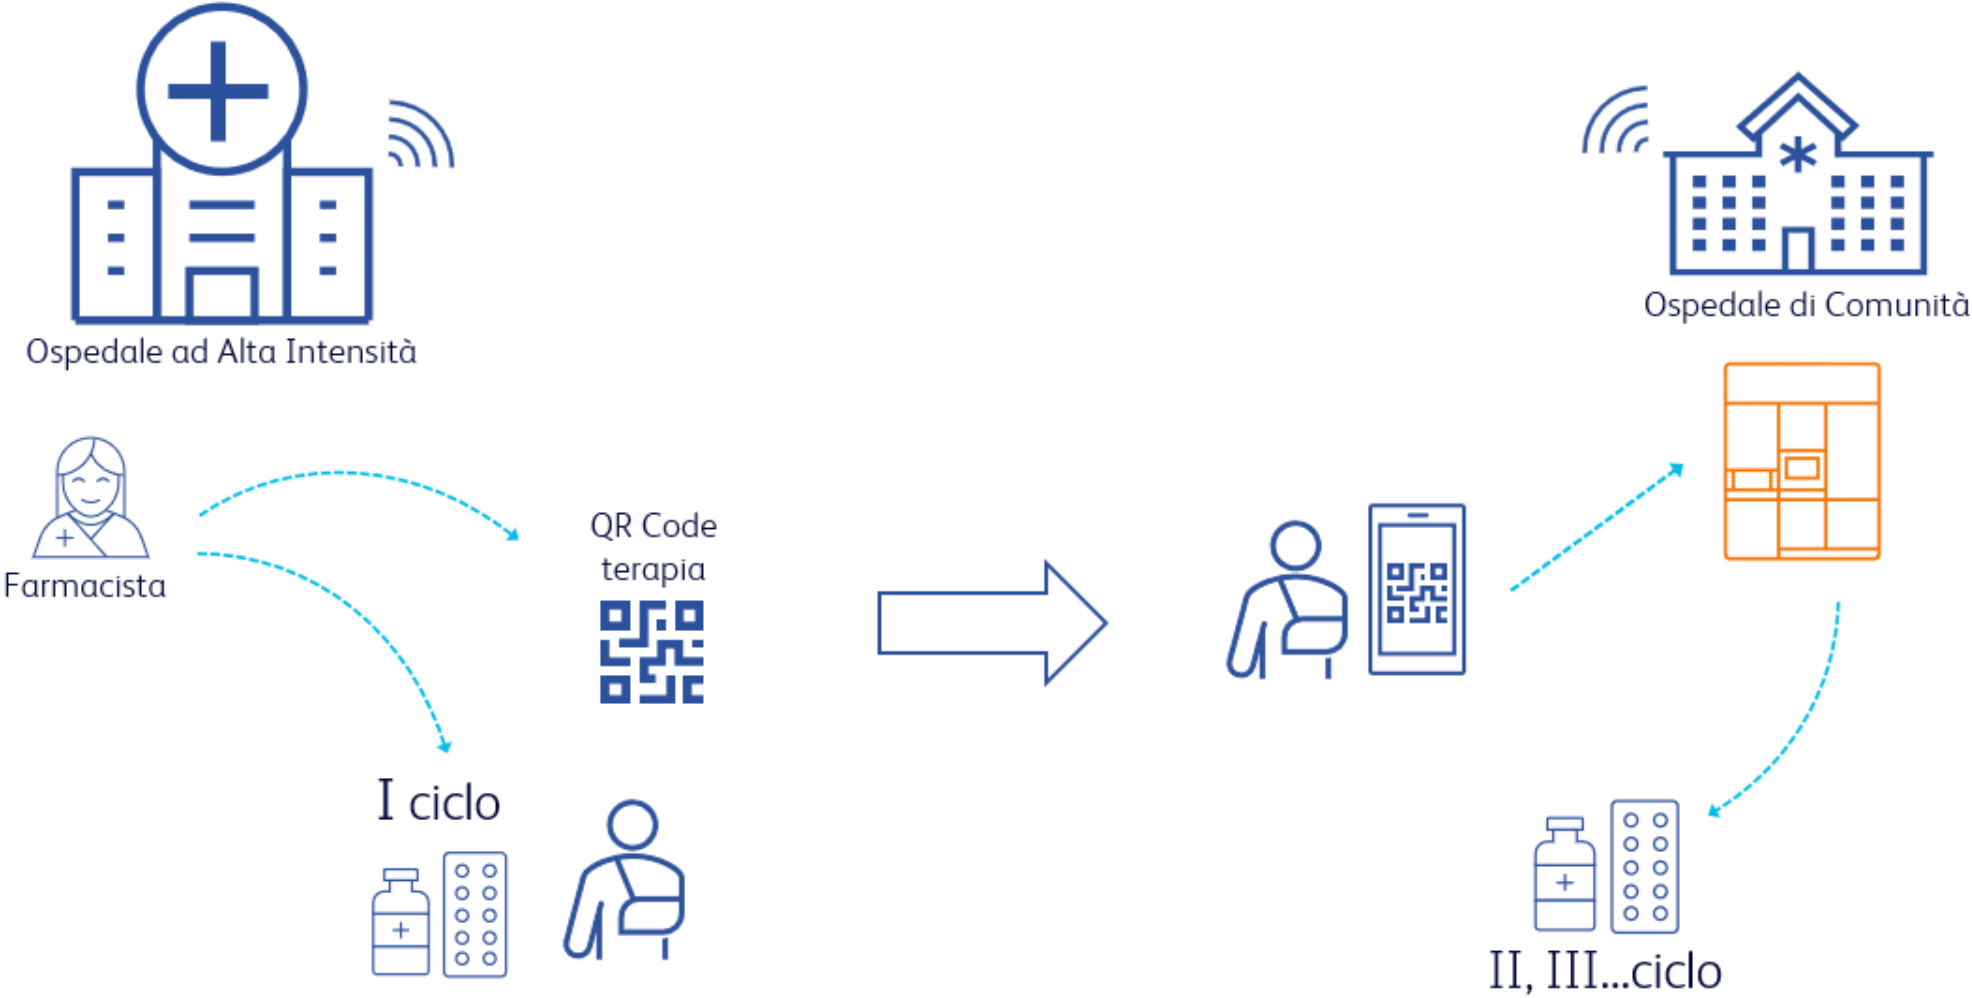 Ospedale ad Alta Intensità
Ospedale di Comunità
Farmacista
QR Code
terapia
I ciclo
II, III...ciclo